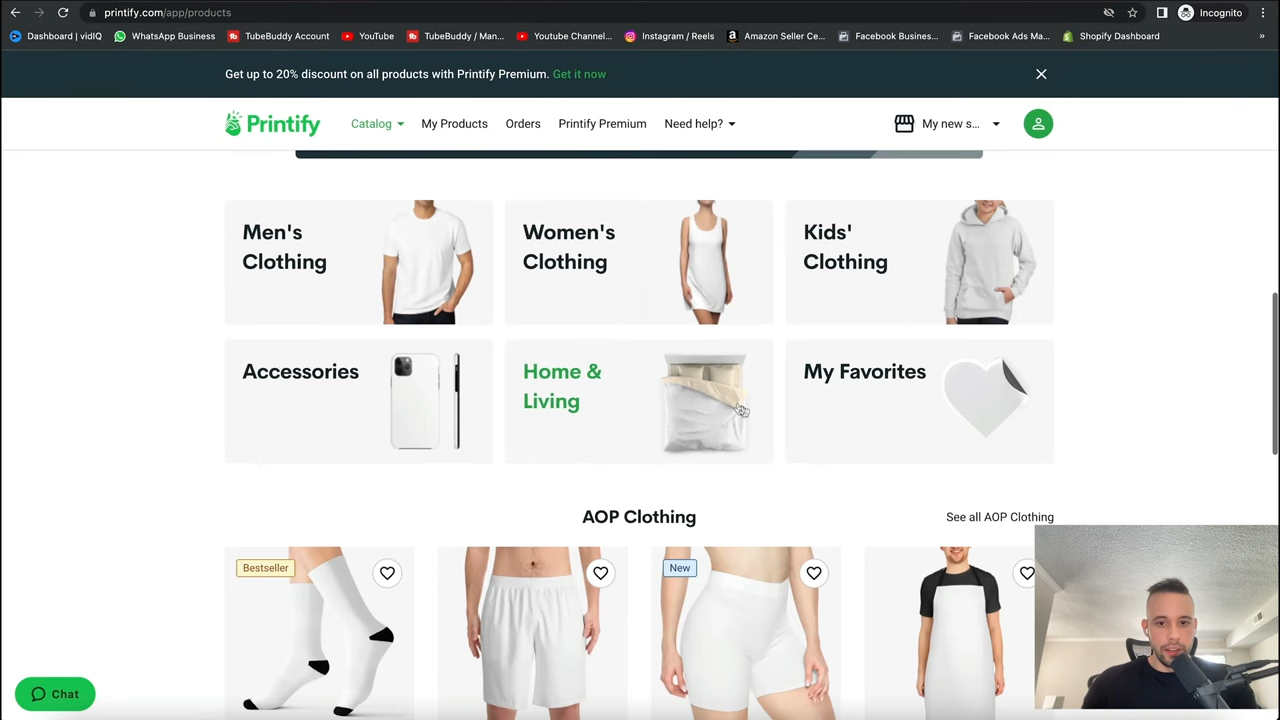 printify.com/app/products
Incognito
Dashboard | vidIQ
WhatsApp Business
TubeBuddy Account
YouTube
TubeBuddy / Man...
Youtube Channel...
Instagram / Reels
Amazon Seller Ce...
Facebook Business...
Facebook Ads Ma...
Shopify Dashboard
»
Get up to 20% discount on all products with Printify Premium. Get it now
Printify
Catalog
My Products
Orders
Printify Premium
Need help?
My new s...
Men's
Clothing
Women's
Clothing
Kids'
Clothing
Accessories
Home &
Living
My Favorites
AOP Clothing
See all AOP Clothing
Bestseller
New
Chat